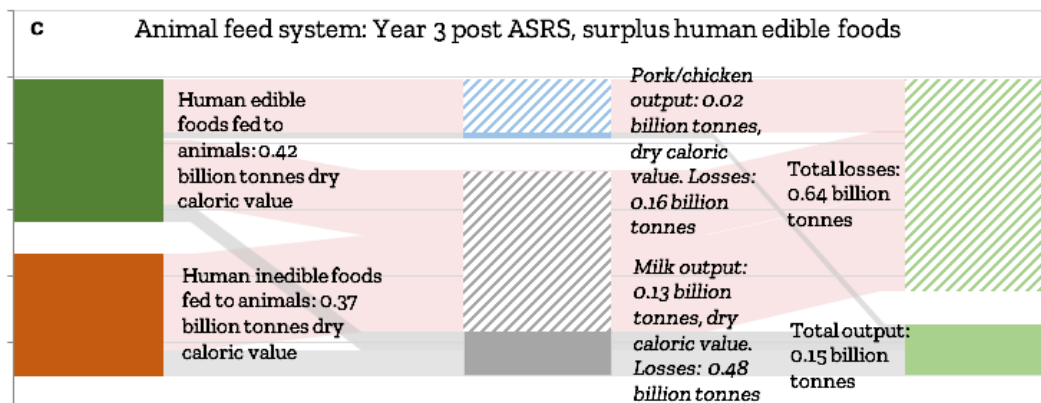 c
Animal feed system: Year 3 post ASRS, surplus human edible foods
Human edible
foods fed to
animals: 0.42
billion tonnes dry
caloric value
Human inedible foods
fed to animals: 0.37
billion tonnes dry
caloric value
Pork/chicken
output: 0.02
billion tonnes,
dry caloric
value. Losses:
0.16 billion
tonnes
Milk output:
0.13 billion
tonnes, dry
caloric value.
Losses: 0.48
billion tonnes
Total losses:
0.64 billion
tonnes
Total output:
0.15 billion
tonnes